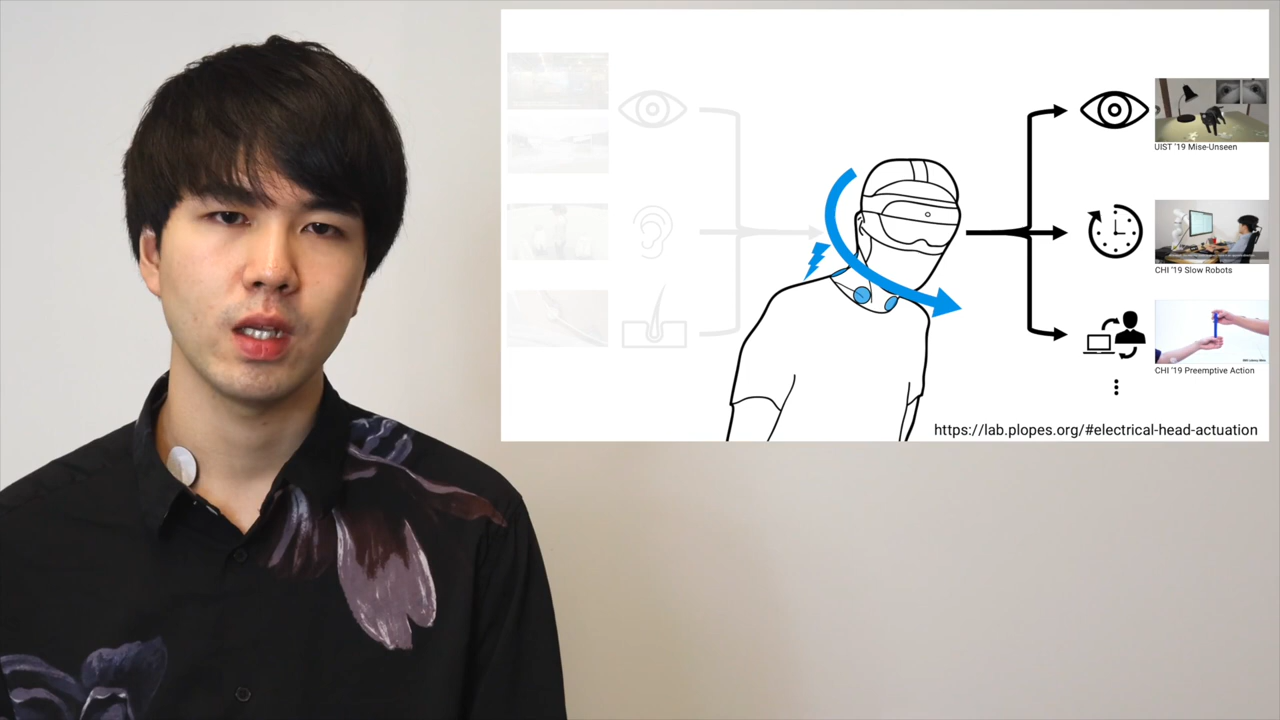 UIST '19 Mise-Unseen
CHI '19 Slow Robots
CHI '19 Preemptive Action
https://lab.plopes.org/#electrical-head-actuation